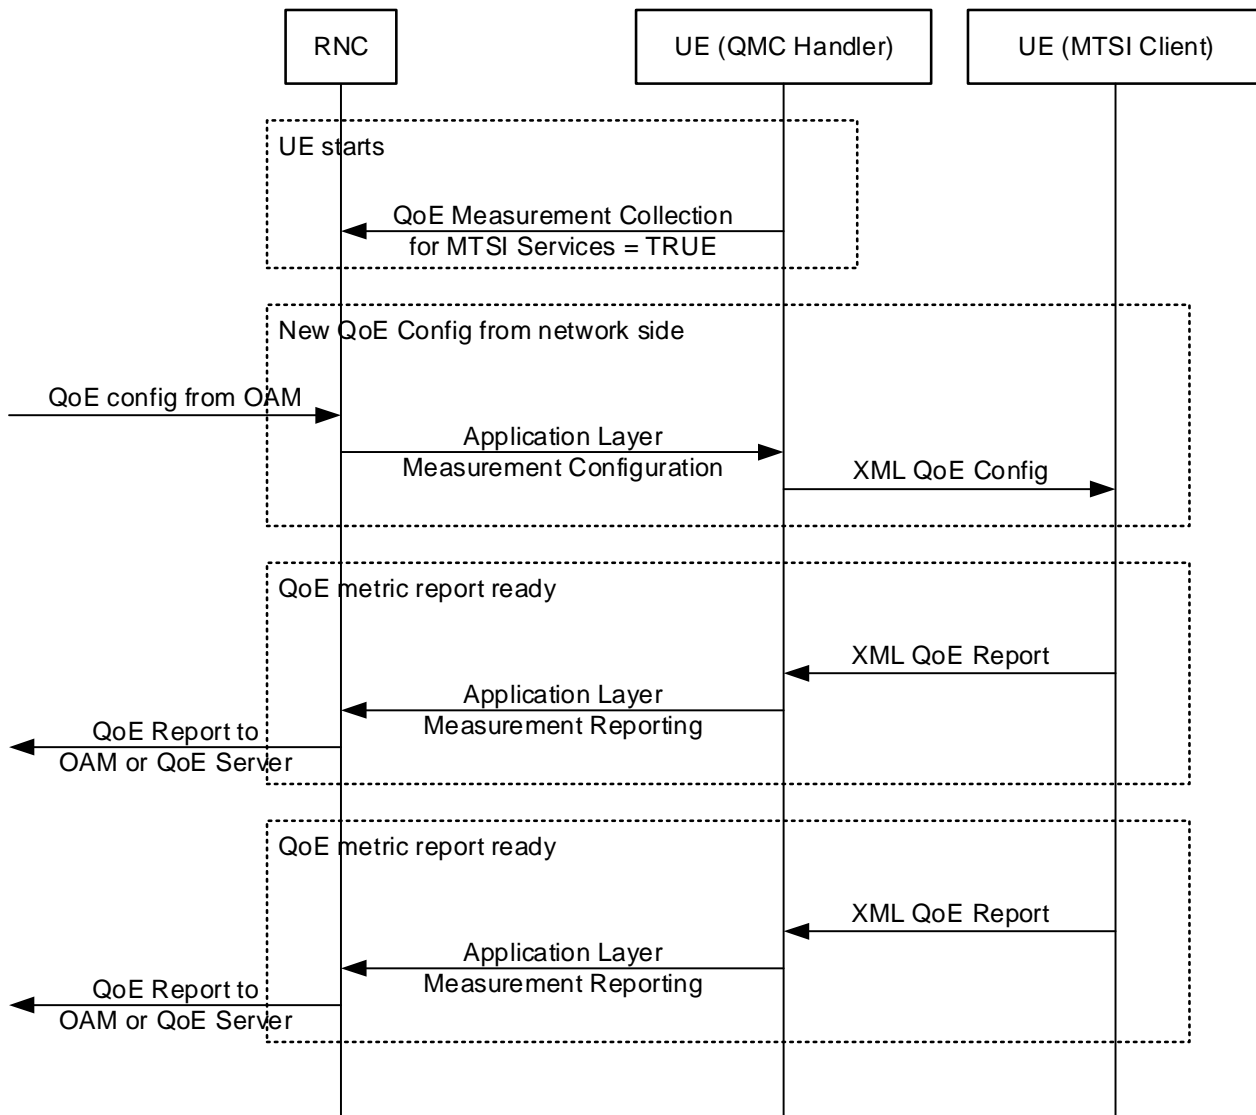 RNC
UE (QMC Handler)
UE (MTSI Client)
UE starts
QoE Measurement Collection
for MTSI Services = TRUE
New QoE Config from network side
QoE config from OAM
Application Layer
Measurement Configuration
XML QoE Config
QoE metric report ready
XML QoE Report
Application Layer
Measurement Reporting
QoE Report to
OAM or QoE Server
QoE metric report ready
XML QoE Report
Application Layer
Measurement Reporting
QoE Report to
OAM or QoE Server